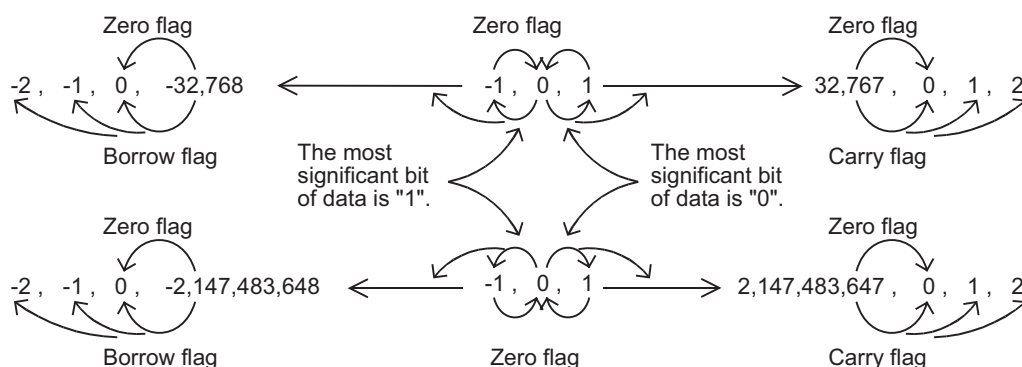 Zero flag Zero flag Zero flag
-2 , -1 , 0 , -32,768 -1 , 0 , 1 32,767 , 0 , 1 , 2
Borrow flag Carry flag
The most
significant bit
of data is "1".
The most
significant bit
of data is "0".
Zero flag Zero flag
-2 , -1 , 0 , -2,147,483,648 -1 , 0 , 1 2,147,483,647 , 0 , 1 , 2
Borrow flag Zero flag Carry flag